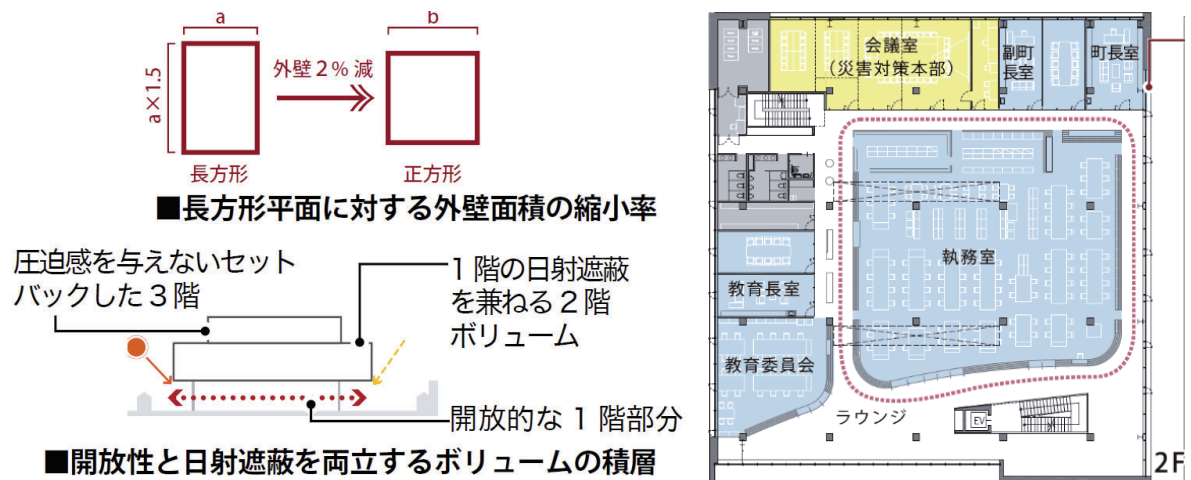 a
a×1.5
外壁2%減
b
長方形
正方形
■長方形平面に対する外壁面積の縮小率
圧迫感を与えないセット
バックした3階
1階の日射遮蔽
を兼ねる2階
ボリューム
開放的な1階部分
■開放性と日射遮蔽を両立するボリュームの積層
会議室
（災害対策本部）
副町
長室
町長室
執務室
教育長室
教育委員会
ラウンジ
EV
2F